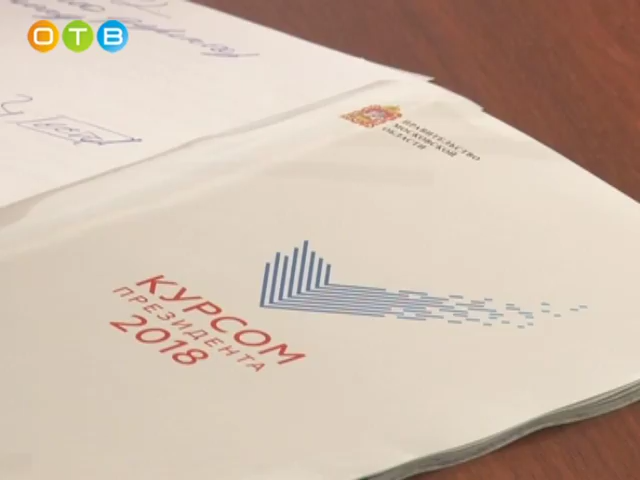 ОТВ
ПРАВИТЕЛЬСТВО
МОСКОВСКОЙ
ОБЛАСТИ
КУРСОМ
ПРЕЗИДЕНТА
2018